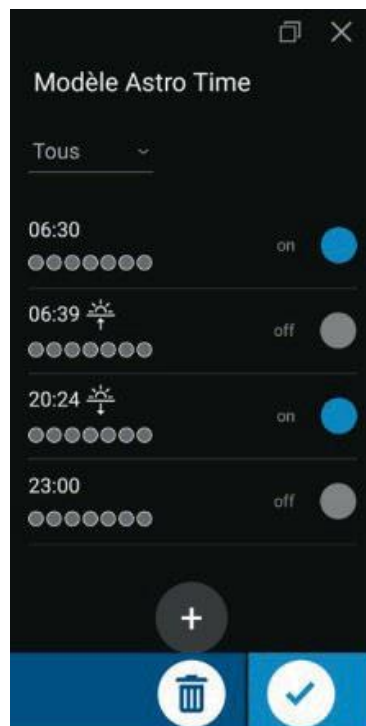 Modèle Astro Time
Tous
06:30
on
06:39
off
20:24
on
23:00
off